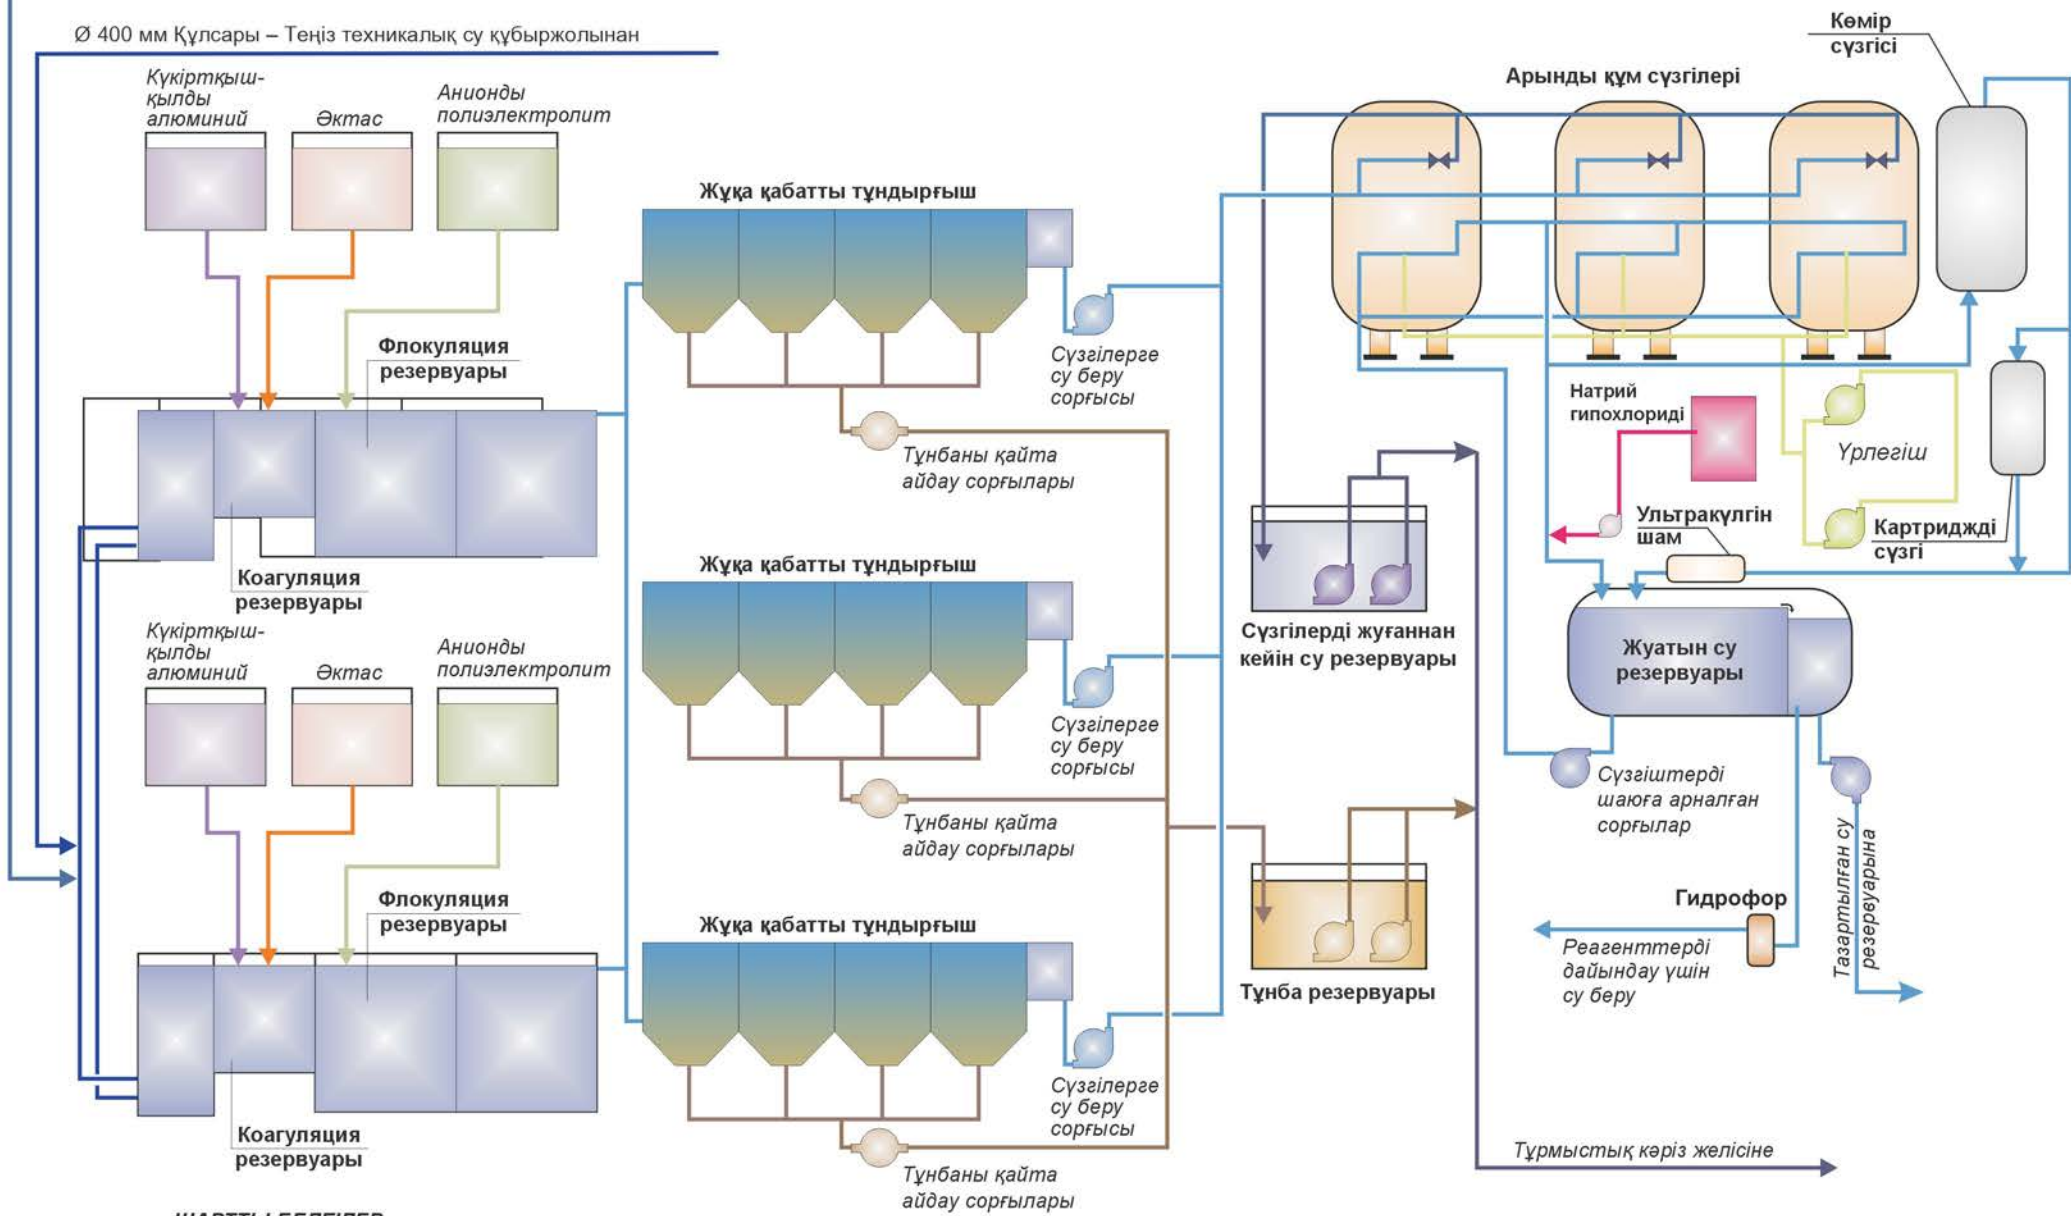 Ø 400 мм Құлсары – Теңіз техникалық су құбыржолынан
Күкіртқыш-
қылды
алюминий
Әктас
Анионды
полиэлектролит
Флокуляция
резервуары
Коагуляция
резервуары
Күкіртқыш-
қылды
алюминий
Әктас
Анионды
полиэлектролит
Флокуляция
резервуары
Коагуляция
резервуары
Жұқа қабатты тұндырғыш
Сүзгілерге
су беру
сорғысы
Тұнбаны қайта
айдау сорғылары
Жұқа қабатты тұндырғыш
Сүзгілерге
су беру
сорғысы
Тұнбаны қайта
айдау сорғылары
Жұқа қабатты тұндырғыш
Сүзгілерге
су беру
сорғысы
Тұнбаны қайта
айдау сорғылары
Арынды құм сүзгілері
Көмір
сүзгісі
Натрий
гипохлориді
Үрлегіш
Ультракүлгін
шам
Картриджді
сүзгі
Сүзгілерді жуғаннан
кейін су резервуары
Жуатын су
резервуары
Сүзгіштерді
шаюға арналған
сорғылар
Тұнба резервуары
Гидрофор
Реагенттерді
дайындау үшін
су беру
Тазартылған су
резервуарына
Тұрмыстық кәріз желісіне